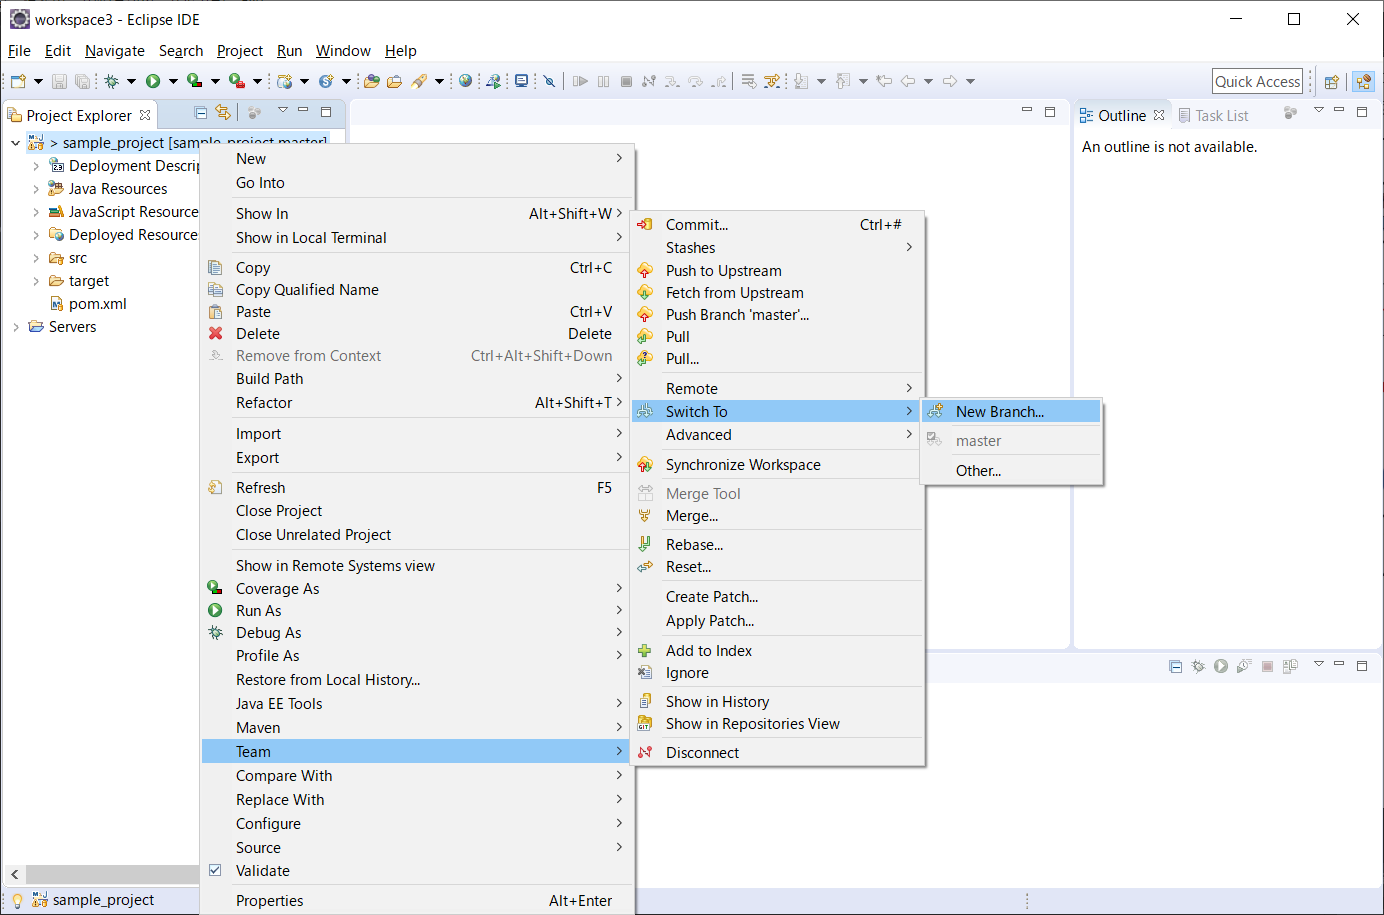 workspace3 - Eclipse IDE
File Edit Navigate Search Project Run Window Help
Quick Access
Project Explorer
> sample_project [sample_project master]
Deployment Descrip
Java Resources
JavaScript Resource
Deployed Resource
src
target
pom.xml
Servers
New
Go Into
Show In Alt+Shift+W
Show in Local Terminal
Copy Ctrl+C
Copy Qualified Name
Paste Ctrl+V
Delete Delete
Remove from Context Ctrl+Alt+Shift+Down
Build Path
Refactor Alt+Shift+T
Import
Export
Refresh F5
Close Project
Close Unrelated Project
Show in Remote Systems view
Coverage As
Run As
Debug As
Profile As
Restore from Local History...
Java EE Tools
Maven
Team
Compare With
Replace With
Configure
Source
Validate
Properties Alt+Enter
Commit... Ctrl+#
Stashes
Push to Upstream
Fetch from Upstream
Push Branch 'master'...
Pull
Pull...
Remote
Switch To
Advanced
Synchronize Workspace
Merge Tool
Merge...
Rebase...
Reset...
Create Patch...
Apply Patch...
Add to Index
Ignore
Show in History
Show in Repositories View
Disconnect
New Branch...
master
Other...
Outline
Task List
An outline is not available.
sample_project